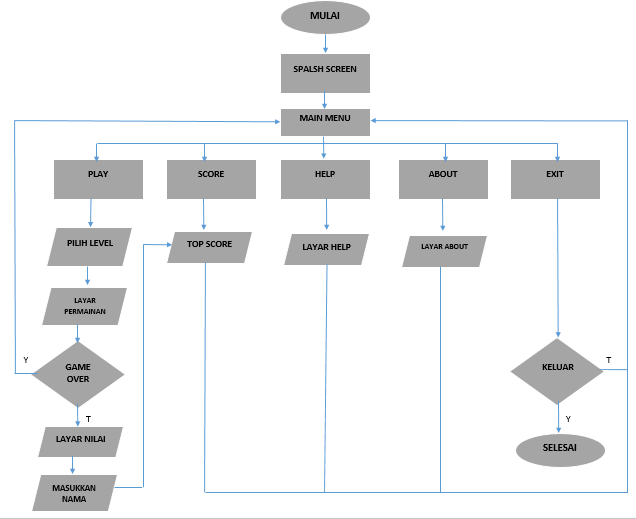 MULAI
SPALSH SCREEN
MAIN MENU
PLAY
SCORE
HELP
ABOUT
EXIT
PILIH LEVEL
TOP SCORE
LAYAR HELP
LAYAR ABOUT
LAYAR
PERMAINAN
Y
GAME
OVER
KELUAR
T
T
Y
LAYAR NILAI
SELESAI
MASUKKAN
NAMA